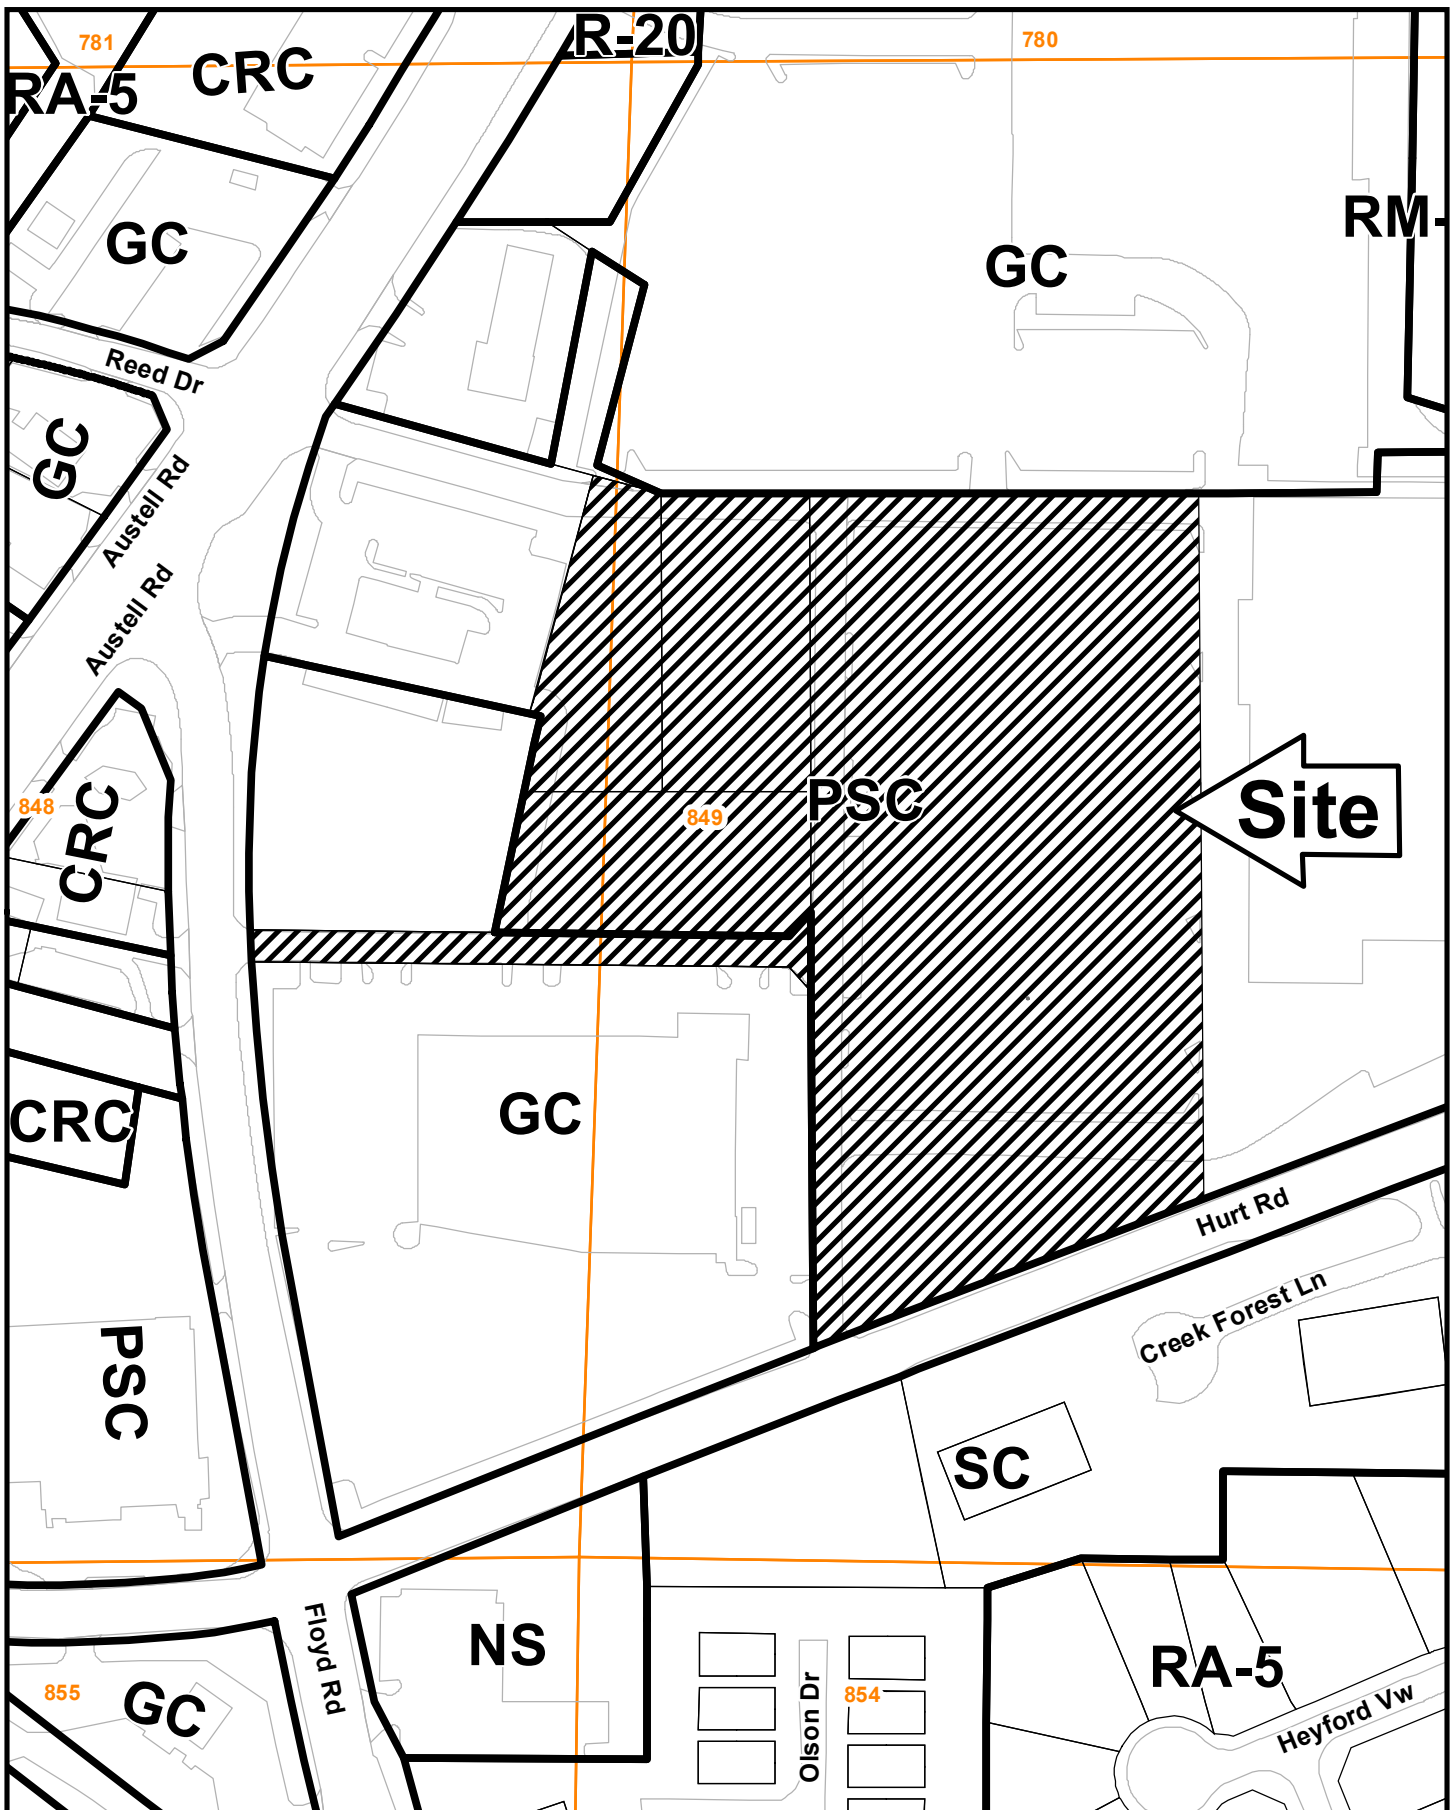 R-20
781
780
CRC
RA-5
RM-
GC
GC
Reed Dr
GC
Austell Rd
Austell Rd
PSC
Site
848
849
CRC
GC
CRC
Hurt Rd
Creek Forest Ln
PSC
SC
Floyd Rd
NS
RA-5
855
GC
Olson Dr
854
Heyford Vw